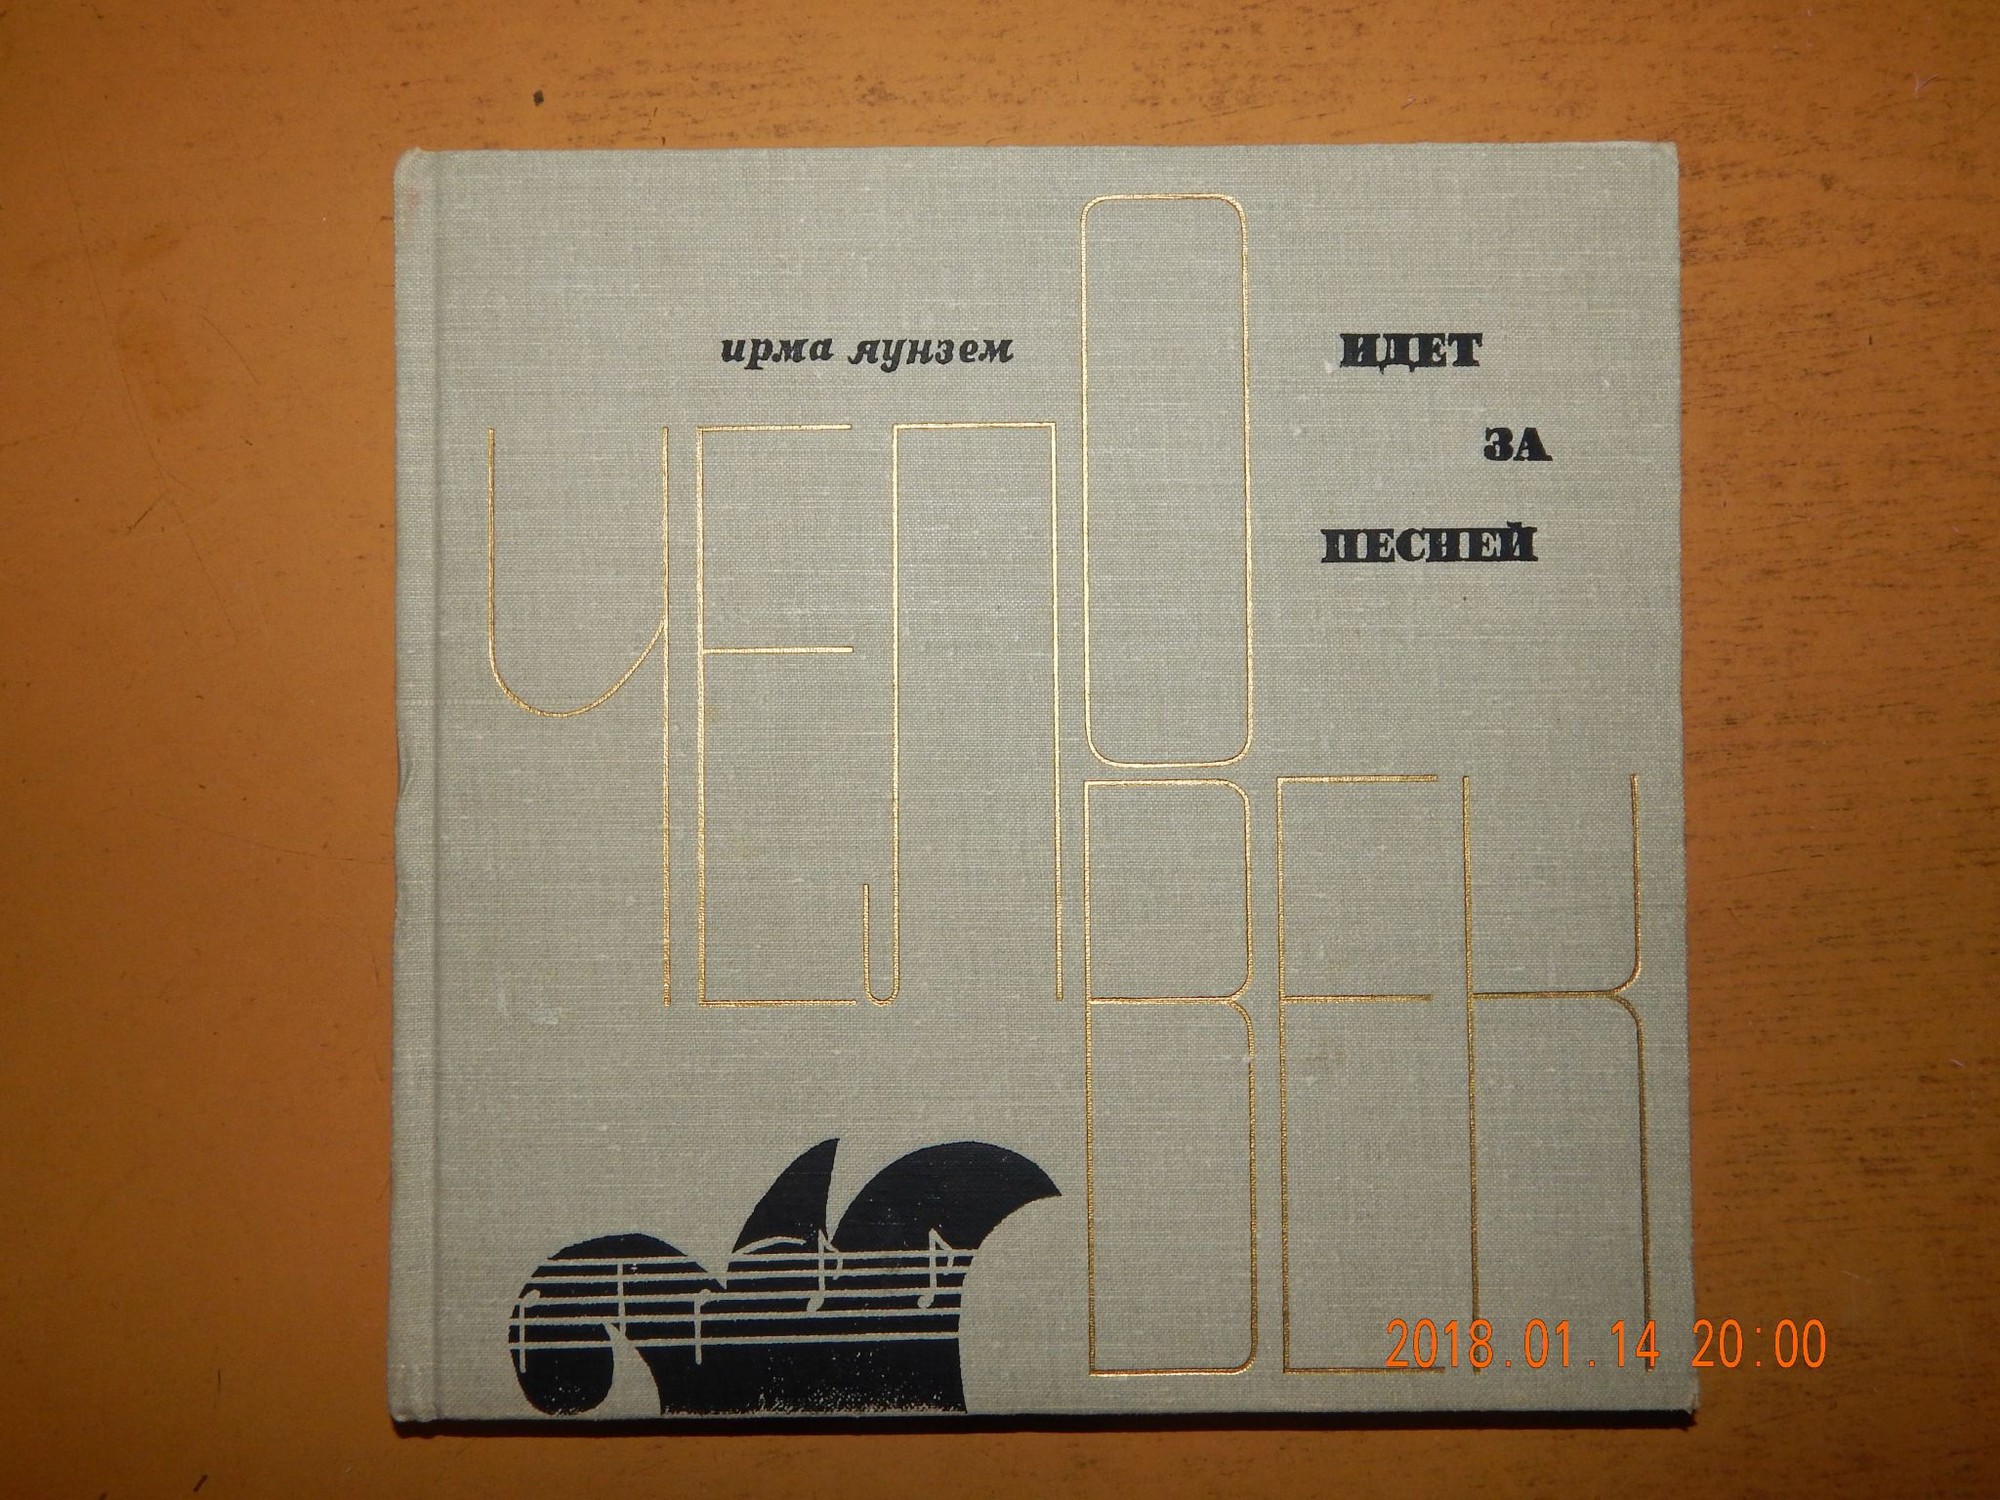 ирма яунзем
ЧЕЛОВЕК
ИДЕТ
ЗА
ПЕСНЕЙ
2018.01.14 20:00